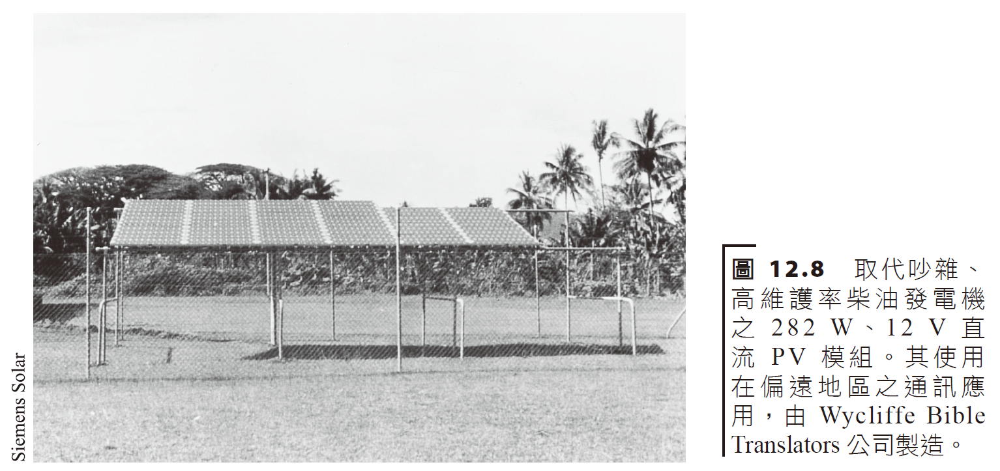 Siemens Solar
圖 12.8 取代吵雜、
高維護率柴油發電機
之 282 W、12 V 直
流 PV 模組。其使用
在偏遠地區之通訊應
用，由 Wycliffe Bible
Translators 公司製造。